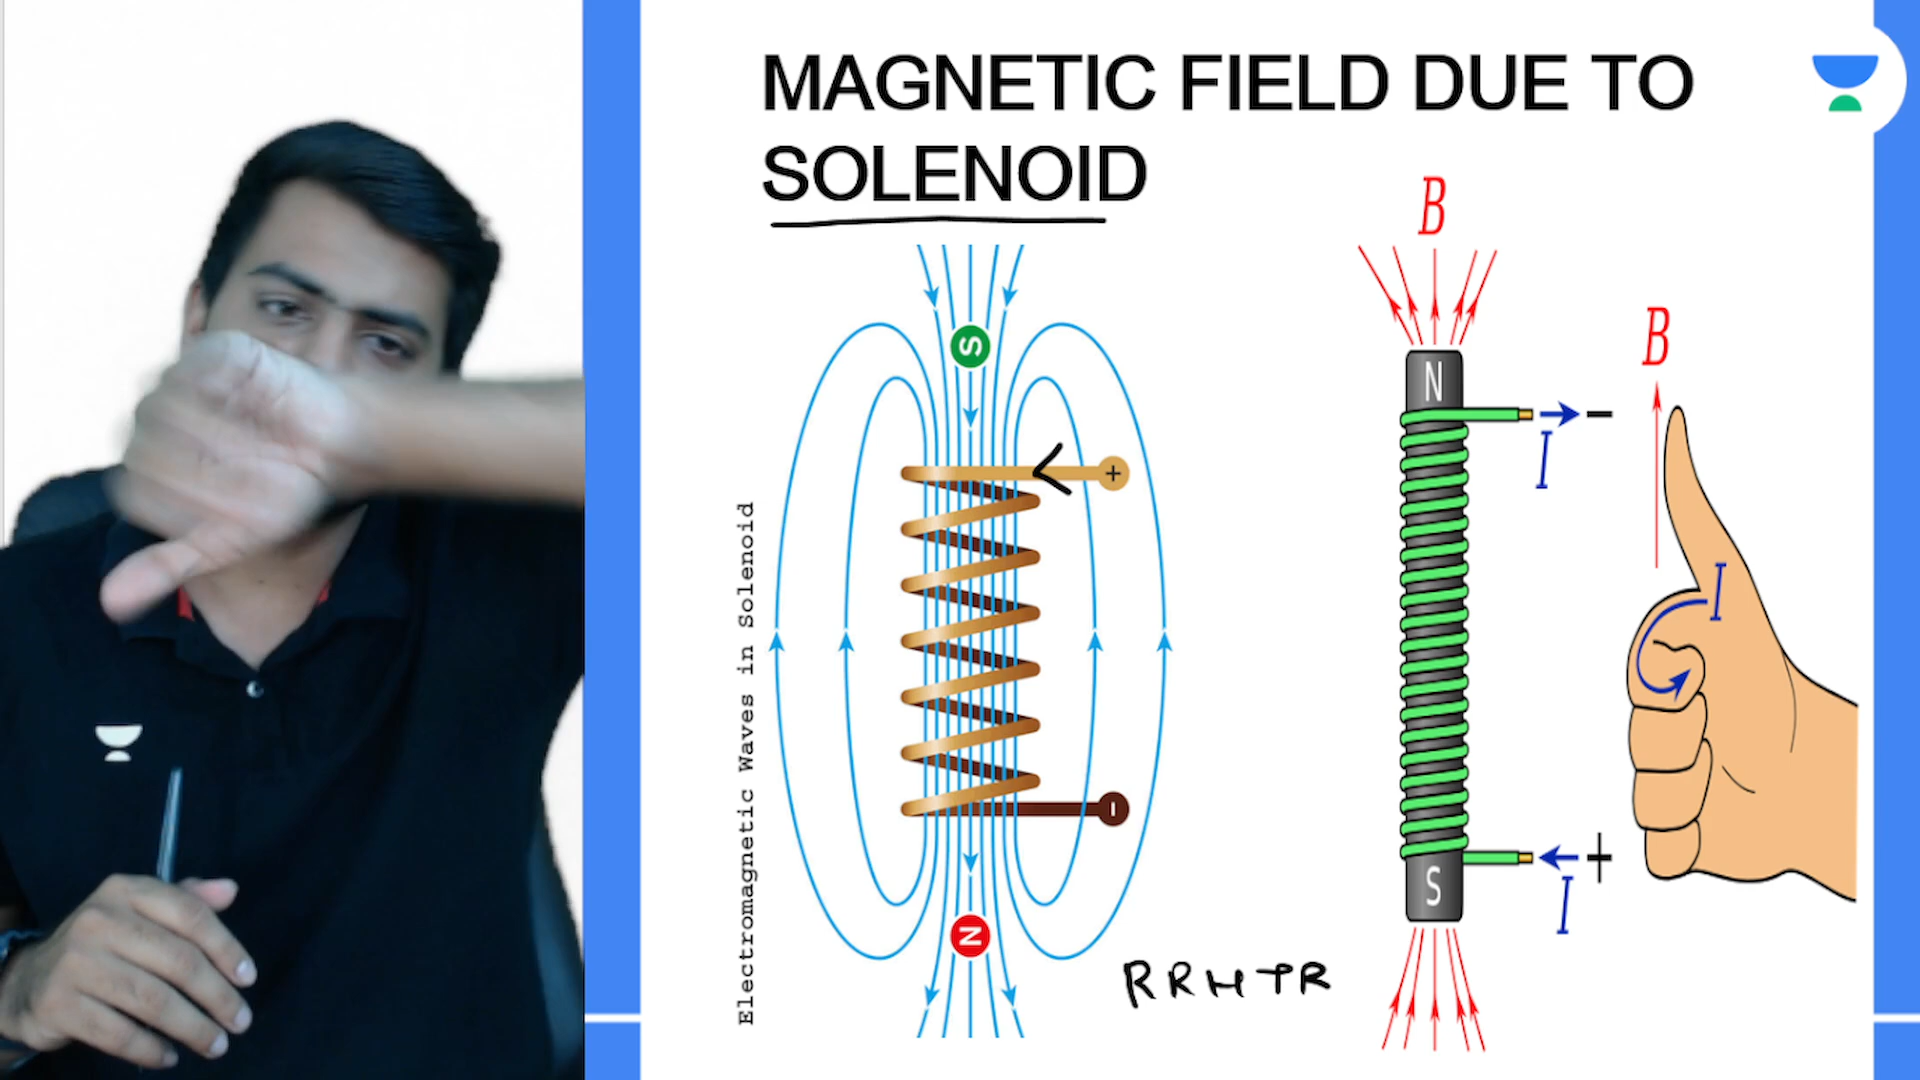 MAGNETIC FIELD DUE TO
SOLENOID
S
+
-
N
Electromagnetic Waves in Solenoid
RRHTR
B
N
I
-
S
I
+
B
I